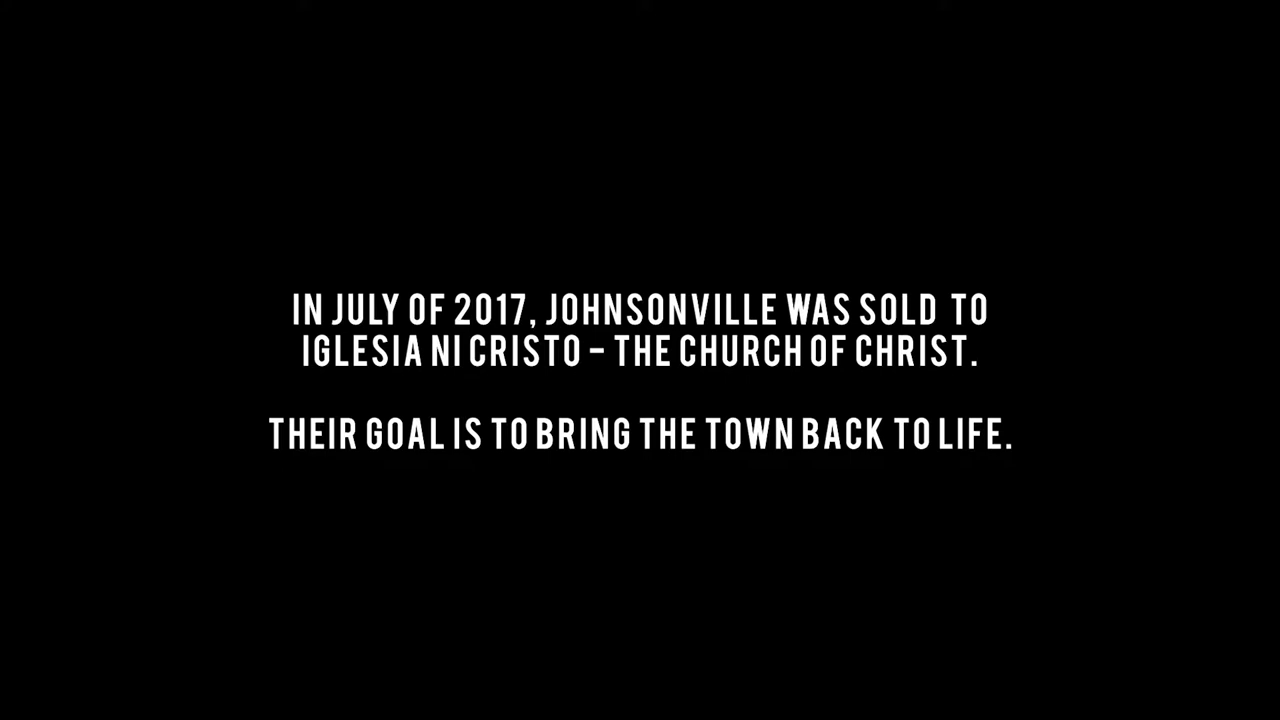 IN JULY OF 2017, JOHNSONVILLE WAS SOLD TO
IGLESIA NI CRISTO - THE CHURCH OF CHRIST.
THEIR GOAL IS TO BRING THE TOWN BACK TO LIFE.